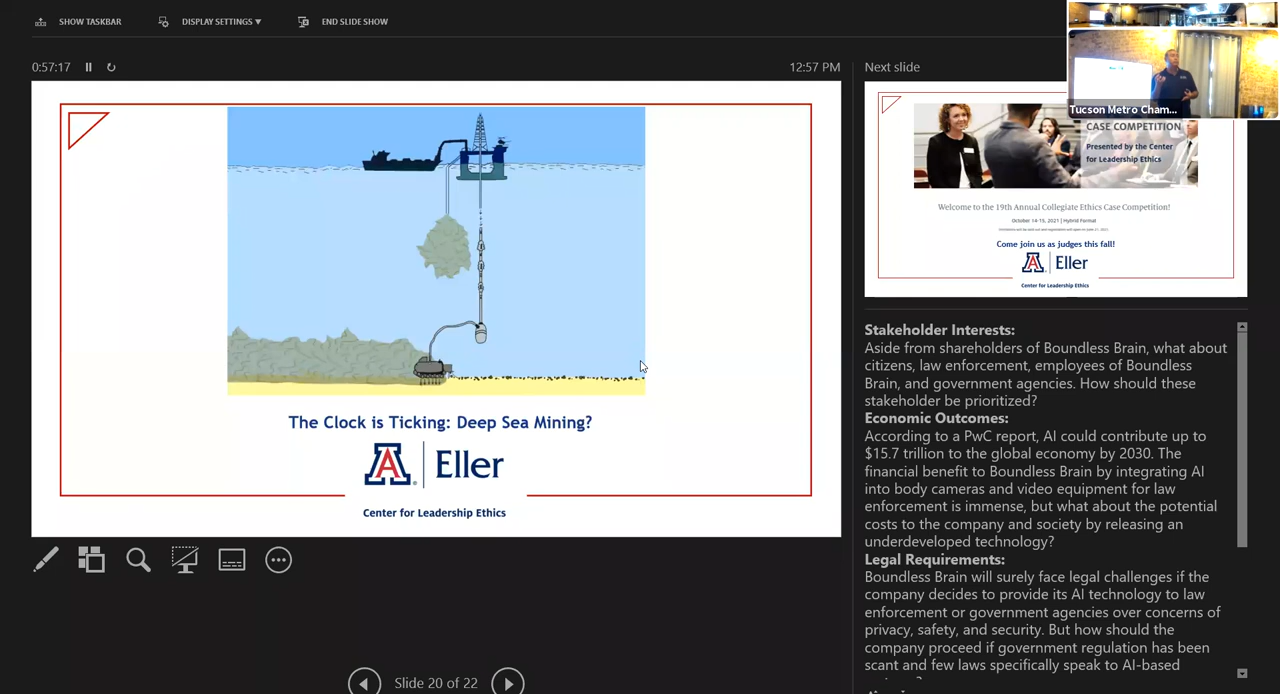 SHOW TASKBAR
DISPLAY SETTINGS ▼
END SLIDE SHOW
0:57:17
12:57 PM
Next slide
Tucson Metro Cham...
The Clock is Ticking: Deep Sea Mining?
A
Eller
Center for Leadership Ethics
CASE COMPETITION
Presented by the Center
for Leadership Ethics
Welcome to the 19th Annual Collegiate Ethics Case Competition!
October 14-15, 2021 | Hybrid Format
Come join us as judges this fall!
A
Eller
Center for Leadership Ethics
Stakeholder Interests:
Aside from shareholders of Boundless Brain, what about
citizens, law enforcement, employees of Boundless
Brain, and government agencies. How should these
stakeholder be prioritized?
Economic Outcomes:
According to a PwC report, AI could contribute up to
$15.7 trillion to the global economy by 2030. The
financial benefit to Boundless Brain by integrating AI
into body cameras and video equipment for law
enforcement is immense, but what about the potential
costs to the company and society by releasing an
underdeveloped technology?
Legal Requirements:
Boundless Brain will surely face legal challenges if the
company decides to provide its AI technology to law
enforcement or government agencies over concerns of
privacy, safety, and security. But how should the
company proceed if government regulation has been
scant and few laws specifically speak to AI-based
Slide 20 of 22